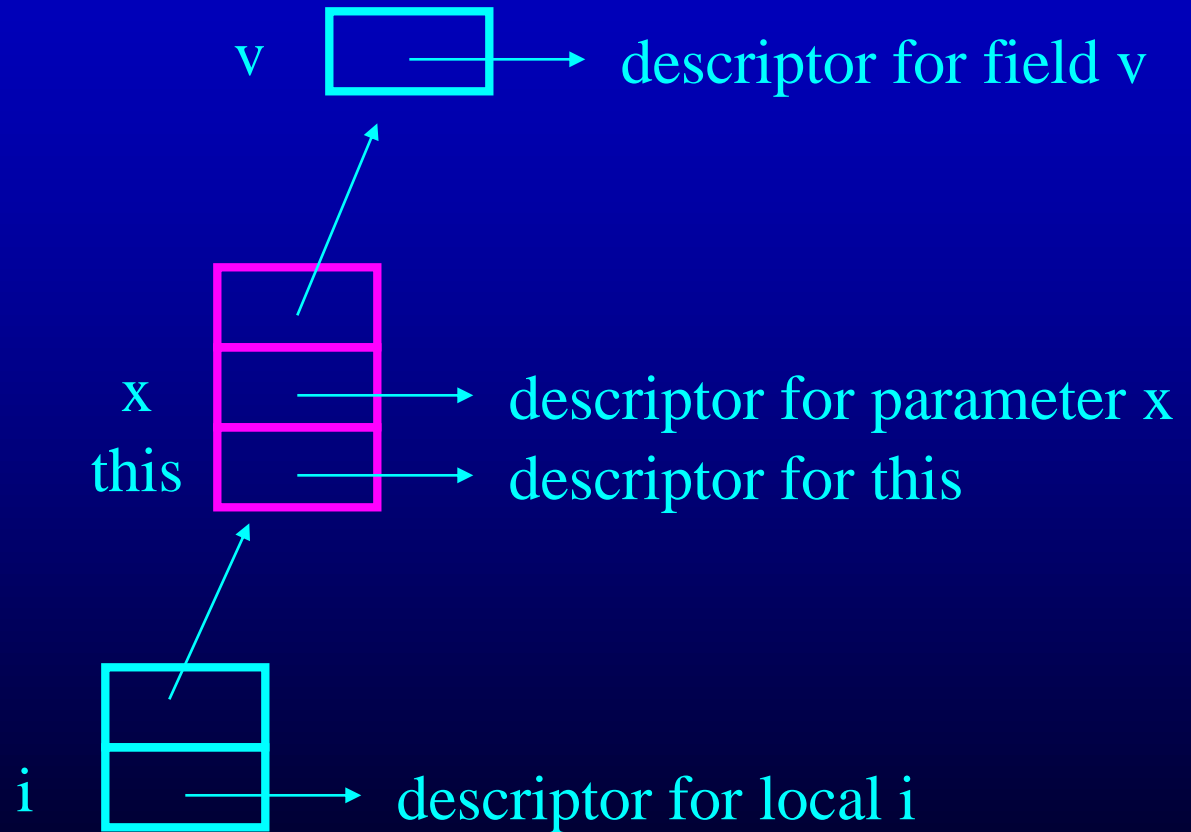 v descriptor for field v
x descriptor for parameter x
this descriptor for this
i descriptor for local i